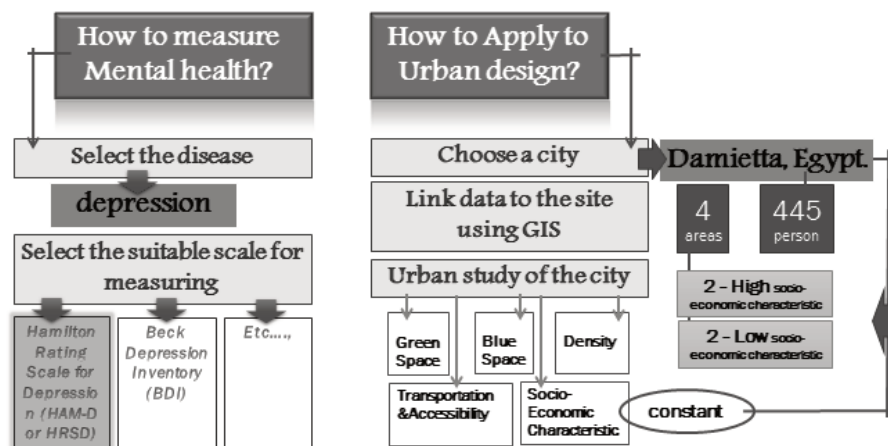 How to measure
Mental health?
Select the disease
depression
Select the suitable scale for
measuring
Hamilton
Rating
Scale for
Depressio
n (HAM-D
or HRSD)
Beck
Depression
Inventory
(BDI)
Etc....,
How to Apply to
Urban design?
Choose a city
Link data to the site
using GIS
Urban study of the city
Green
Space
Blue
Space
Density
Transportation
&Accessibility
Socio-
Economic
Characteristic
constant
Damietta, Egypt.
4
areas
445
person
2 - High socio-
economic characteristic
2 - Low socio-
economic characteristic